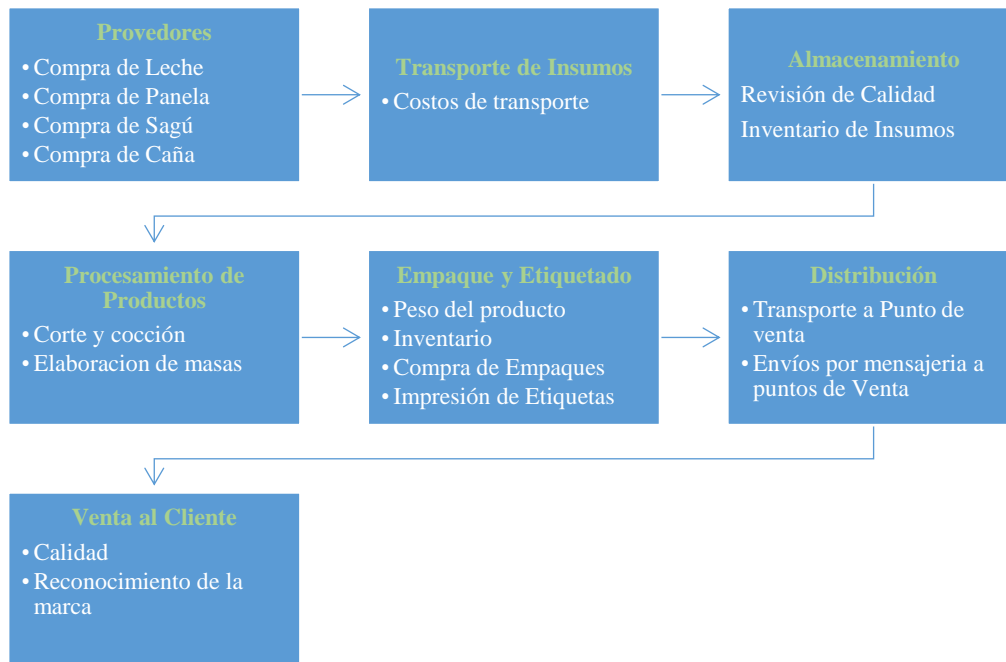 Provedores
• Compra de Leche
• Compra de Panela
• Compra de Sagú
• Compra de Caña
Transporte de Insumos
• Costos de transporte
Almacenamiento
Revisión de Calidad
Inventario de Insumos
Procesamiento de
Productos
• Corte y cocción
• Elaboracion de masas
Empaque y Etiquetado
• Peso del producto
• Inventario
• Compra de Empaques
• Impresión de Etiquetas
Distribución
• Transporte a Punto de
venta
• Envíos por mensajeria a
puntos de Venta
Venta al Cliente
• Calidad
• Reconocimiento de la
marca